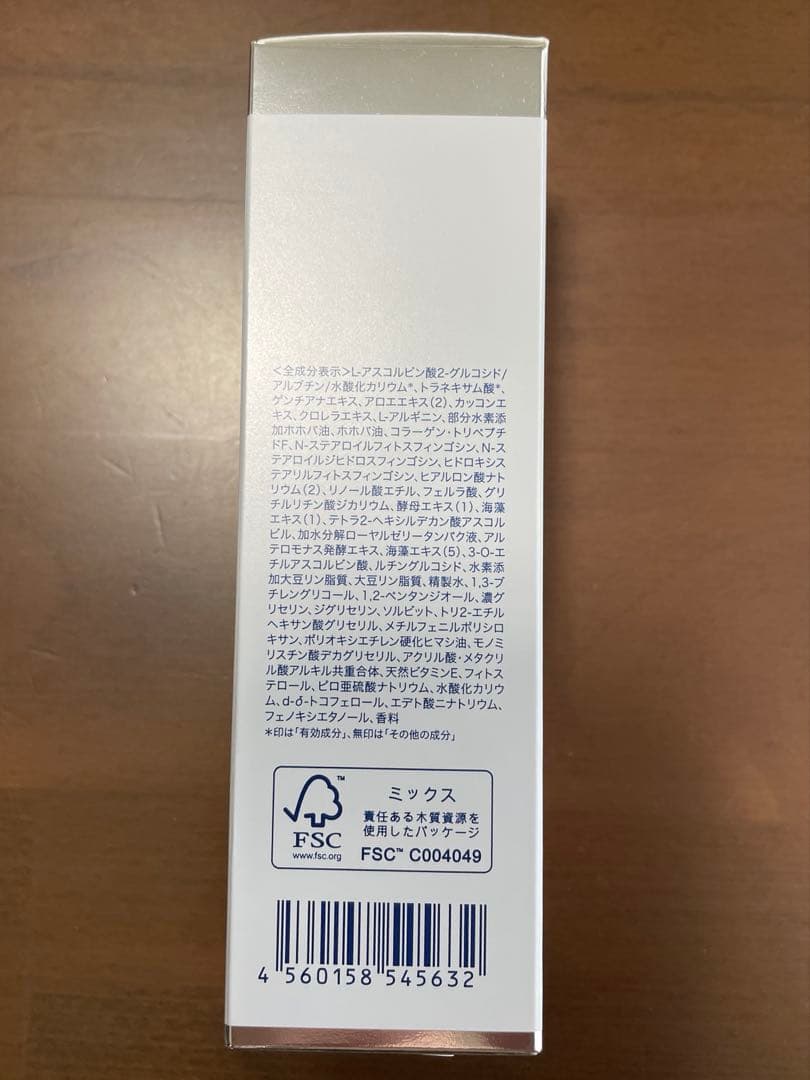 ＜全成分表示＞L-アスコルビン酸2-グルコシド/
アルブチン/水酸化カリウム*、トラネキサム酸*、
ゲンチアナエキス、アロエエキス(2)、カッコンエ
キス、クロレラエキス、L-アルギニン、部分水素添
加ホホバ油、ホホバ油、コラーゲン・トリペプチ
ドF、N-ステアロイルフィトスフィンゴシン、N-ス
テアロイルジヒドロスフィンゴシン、ヒドロキシス
テアリルフィトスフィンゴシン、ヒアルロン酸ナト
リウム(2)、リノール酸エチル、フェルラ酸、グリ
チルリチン酸ジカリウム、酵母エキス(1)、海藻
エキス(1)、テトラ2-ヘキシルデカン酸アスコル
ビル、加水分解ローヤルゼリータンパク液、アル
テロモナス発酵エキス、海藻エキス(5)、3-O-エ
チルアスコルビン酸、ルチングルコシド、水素添
加大豆リン脂質、大豆リン脂質、精製水、1,3-ブ
チレングリコール、1,2-ペンタンジオール、濃グ
リセリン、ジグリセリン、ソルビット、トリ2-エチル
ヘキサン酸グリセリル、メチルフェニルポリシロ
キサン、ポリオキシエチレン硬化ヒマシ油、モノミ
リスチン酸デカグリセリル、アクリル酸・メタクリ
ル酸アルキル共重合体、天然ビタミンE、フィトス
テロール、ピロ亜硫酸ナトリウム、水酸化カリウ
ム、d-δ-トコフェロール、エデト酸二ナトリウム、
フェノキシエタノール、香料
＊印は「有効成分」、無印は「その他の成分」
™
FSC
www.fsc.org
ミックス
責任ある木質資源を
使用したパッケージ
FSC™ C004049
4 560158 545632